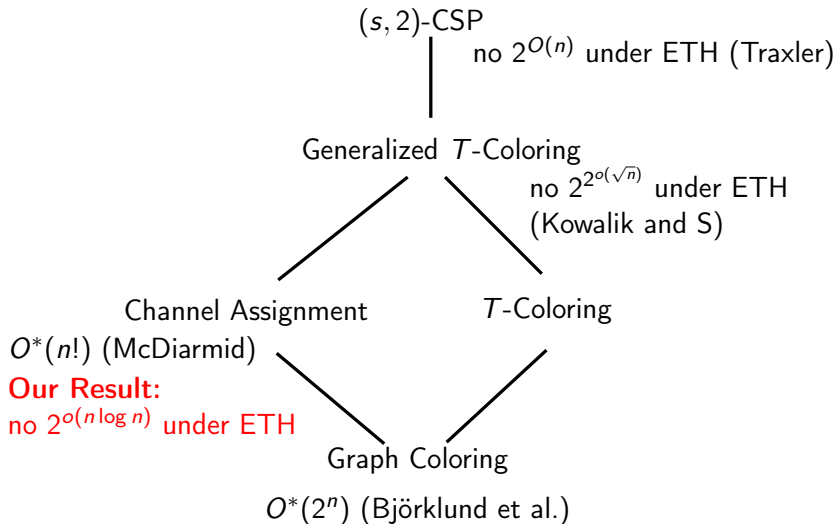 (s, 2)-CSP
no 2^{O(n)} under ETH (Traxler)
Generalized T-Coloring
no 2^{2^{o(√n)}} under ETH
(Kowalik and S)
Channel Assignment
T-Coloring
O*(n!) (McDiarmid)
Our Result:
no 2^{o(n log n)} under ETH
Graph Coloring
O*(2^n) (Björklund et al.)